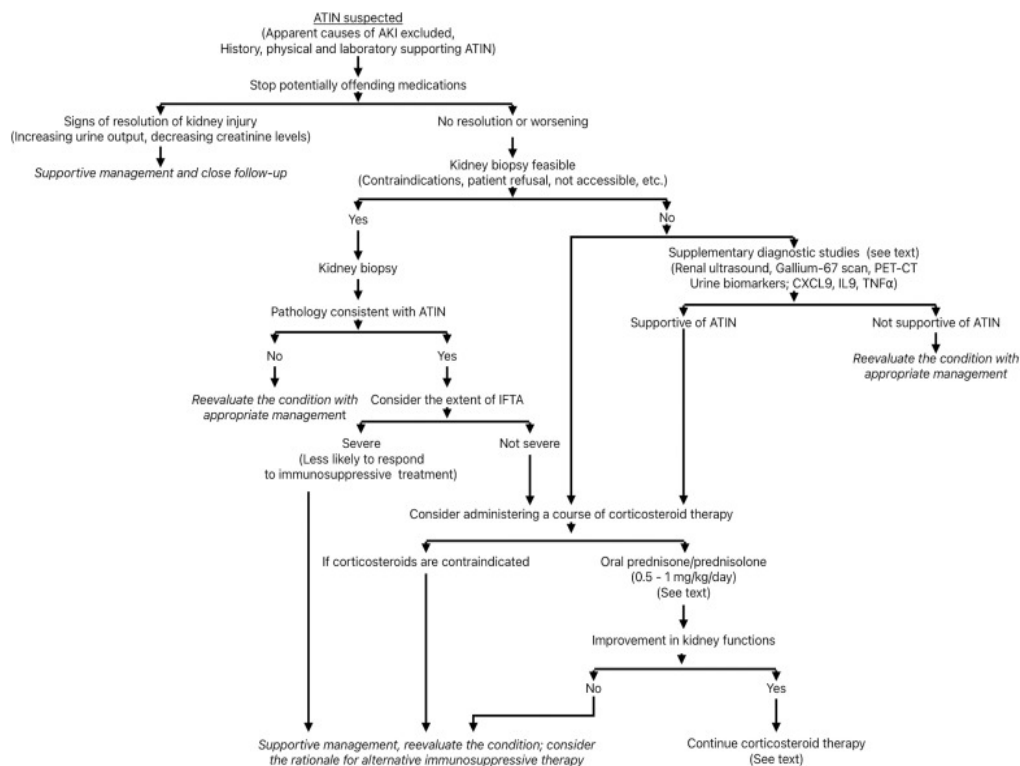 ATIN suspected
(Apparent causes of AKI excluded,
History, physical and laboratory supporting ATIN)
Stop potentially offending medications
Signs of resolution of kidney injury
(Increasing urine output, decreasing creatinine levels)
No resolution or worsening
Supportive management and close follow-up
Kidney biopsy feasible
(Contraindications, patient refusal, not accessible, etc.)
Yes
No
Kidney biopsy
Supplementary diagnostic studies (see text)
(Renal ultrasound, Gallium-67 scan, PET-CT
Urine biomarkers; CXCL9, IL9, TNFα)
Pathology consistent with ATIN
Supportive of ATIN
Not supportive of ATIN
No
Yes
Reevaluate the condition with
appropriate management
Reevaluate the condition with
appropriate management
Consider the extent of IFTA
Severe
(Less likely to respond
to immunosuppressive treatment)
Not severe
Consider administering a course of corticosteroid therapy
If corticosteroids are contraindicated
Oral prednisone/prednisolone
(0.5 - 1 mg/kg/day)
(See text)
Improvement in kidney functions
No
Yes
Supportive management, reevaluate the condition; consider
the rationale for alternative immunosuppressive therapy
Continue corticosteroid therapy
(See text)